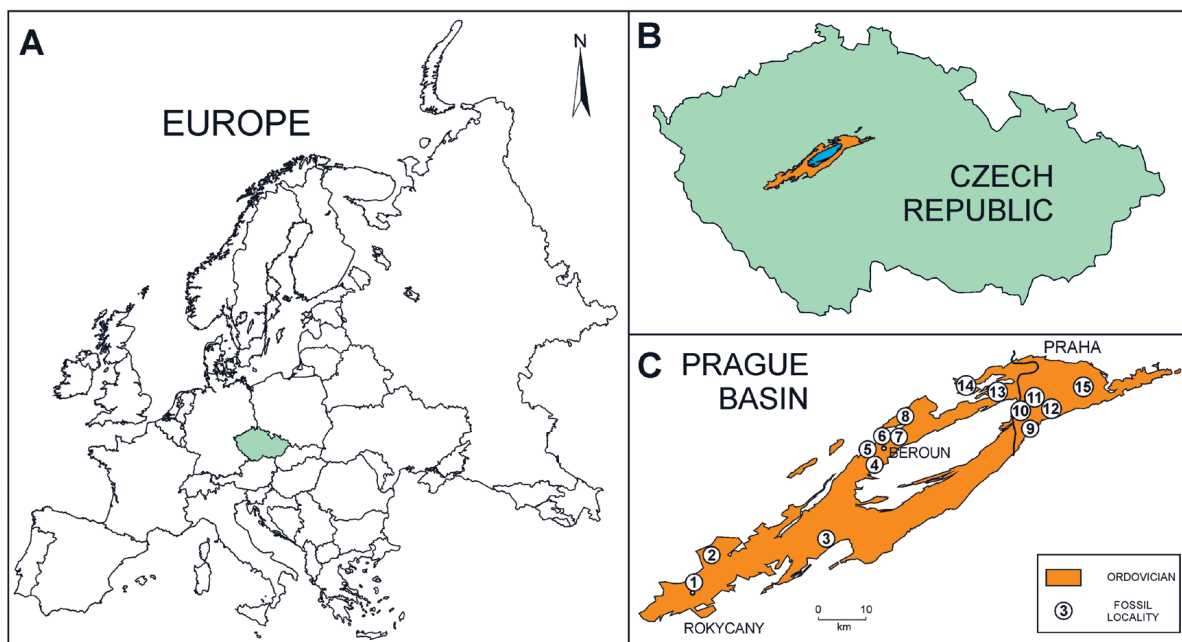 A
N
EUROPE
B
CZECH
REPUBLIC
C
PRAGUE
BASIN
PRAHA
14
13
15
11
10
12
9
8
6
7
5
BEROUN
4
3
2
1
ROKYCANY
0
10
km
ORDOVICIAN
3
FOSSIL
LOCALITY